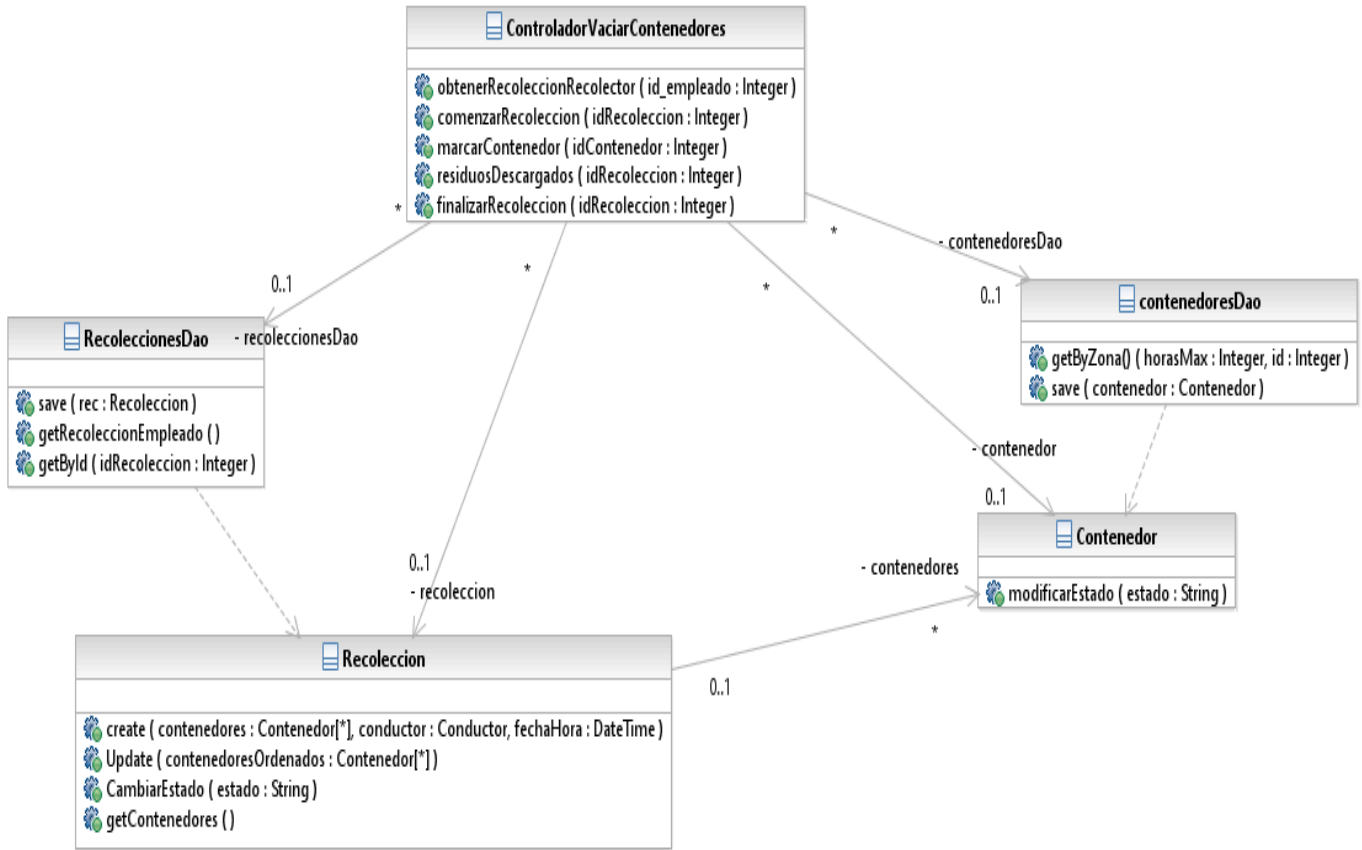 ControladorVaciarContenedores
obtenerRecoleccionRecolector ( id_empleado : Integer )
comenzarRecoleccion ( idRecoleccion : Integer )
marcarContenedor ( idContenedor : Integer )
residuosDescargados ( idRecoleccion : Integer )
finalizarRecoleccion ( idRecoleccion : Integer )
*
*
*
*
- contenedoresDao
0..1
0..1
- recoleccionesDao
contenedoresDao
getByZona() ( horasMax : Integer, id : Integer )
save ( contenedor : Contenedor )
RecoleccionesDao
save ( rec : Recoleccion )
getRecoleccionEmpleado ( )
getById ( idRecoleccion : Integer )
- contenedor
0..1
Contenedor
modificarEstado ( estado : String )
0..1
- recoleccion
- contenedores
*
0..1
Recoleccion
create ( contenedores : Contenedor[*], conductor : Conductor, fechaHora : DateTime )
Update ( contenedoresOrdenados : Contenedor[*] )
CambiarEstado ( estado : String )
getContenedores ( )